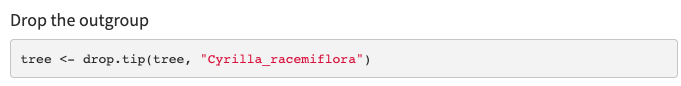 Drop the outgroup
tree <- drop.tip(tree, "Cyrilla_racemiflora")